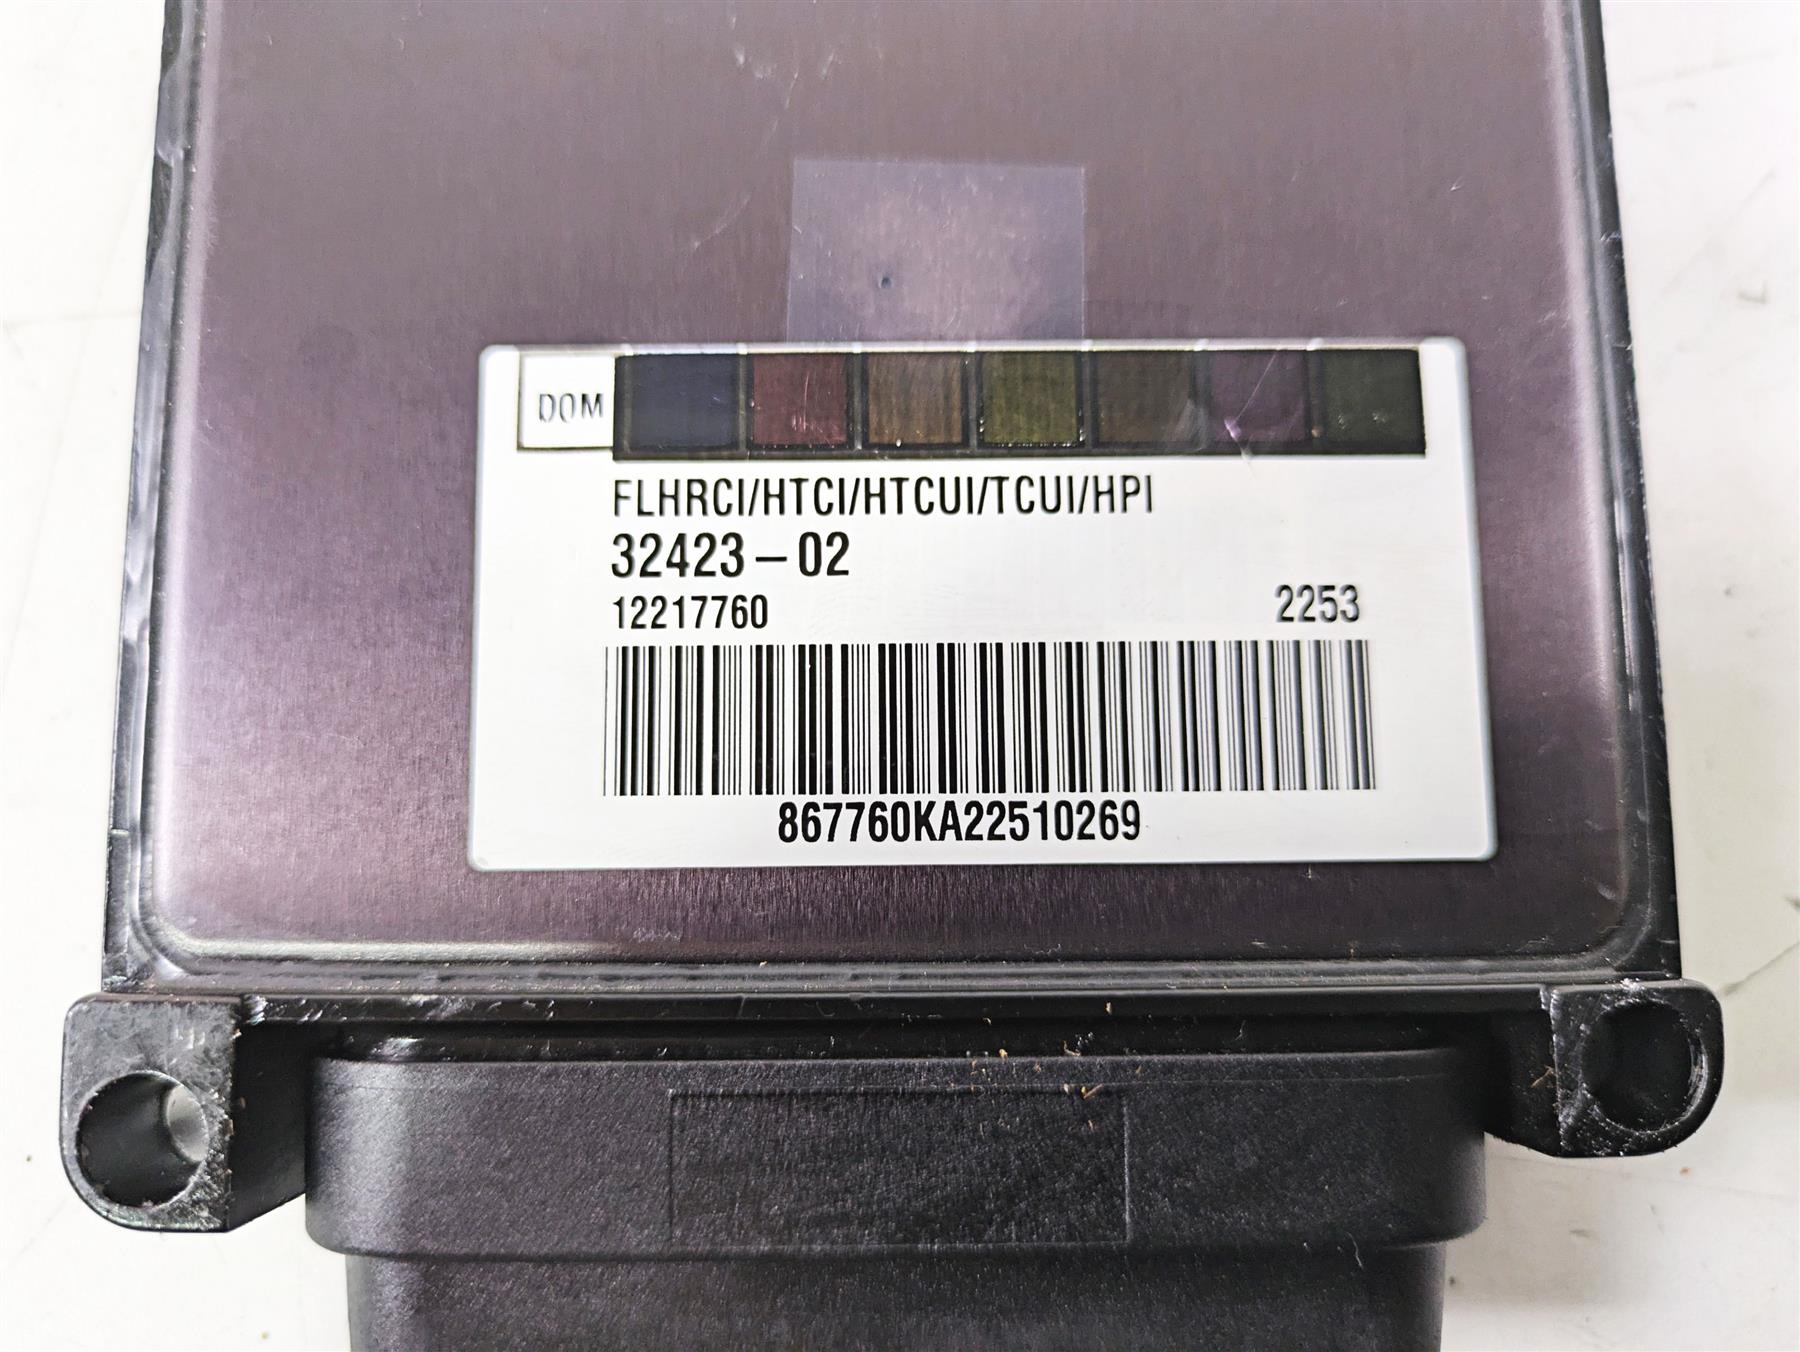 DOM
FLHRCI/HTCI/HTCUI/TCUI/HPI
32423-02
12217760 2253
867760KA22510269